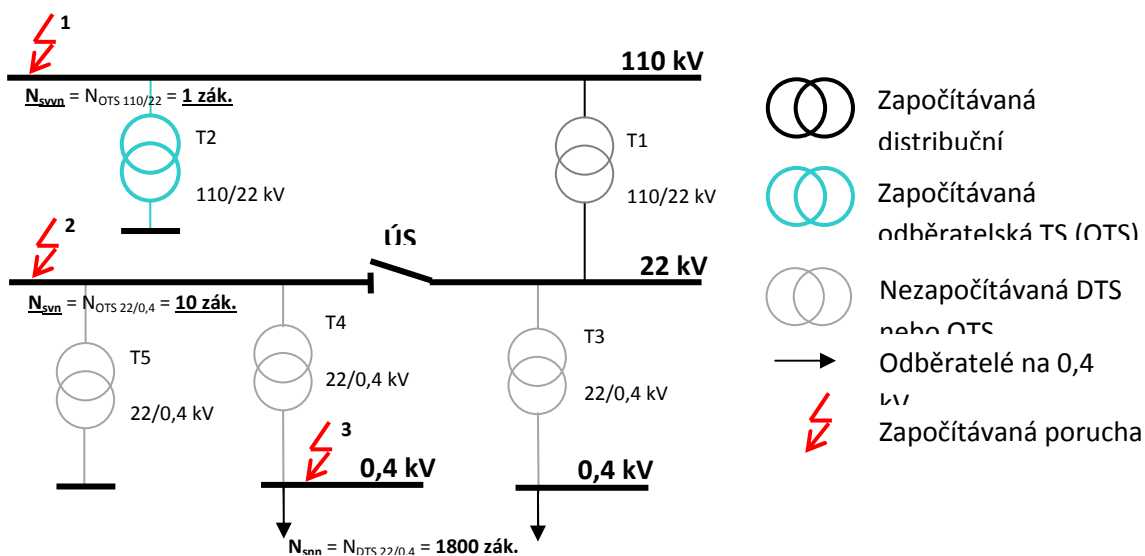 1
110 kV
Nsvvn = NOTS 110/22 = 1 zák.
T2
110/22 kV
T1
110/22 kV
2
ÚS
22 kV
Nsvn = NOTS 22/0,4 = 10 zák.
T5
22/0,4 kV
T4
22/0,4 kV
T3
22/0,4 kV
3
0,4 kV
0,4 kV
Nsnn = NDTS 22/0,4 = 1800 zák.
Započítávaná
distribuční
Započítávaná
odběratelská TS (OTS)
Nezapočítávaná DTS
nebo OTS
Odběratelé na 0,4
kV
Započítávaná porucha